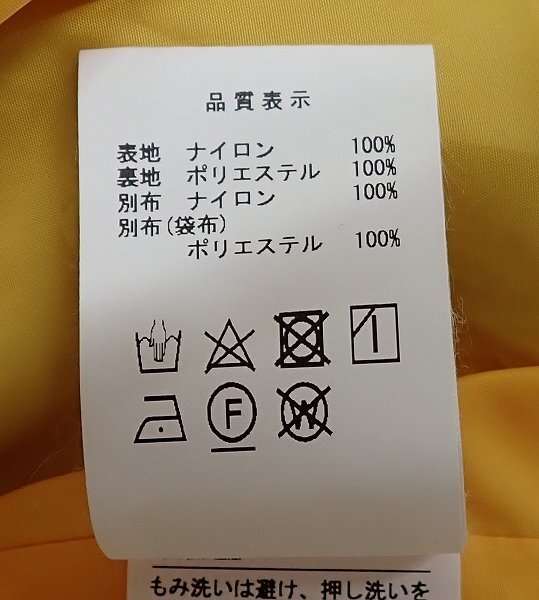 品質表示
表地 ナイロン 100%
裏地 ポリエステル 100%
別布 ナイロン 100%
別布(袋布)
ポリエステル 100%
F
W
もみ洗いは避け、押し洗いを